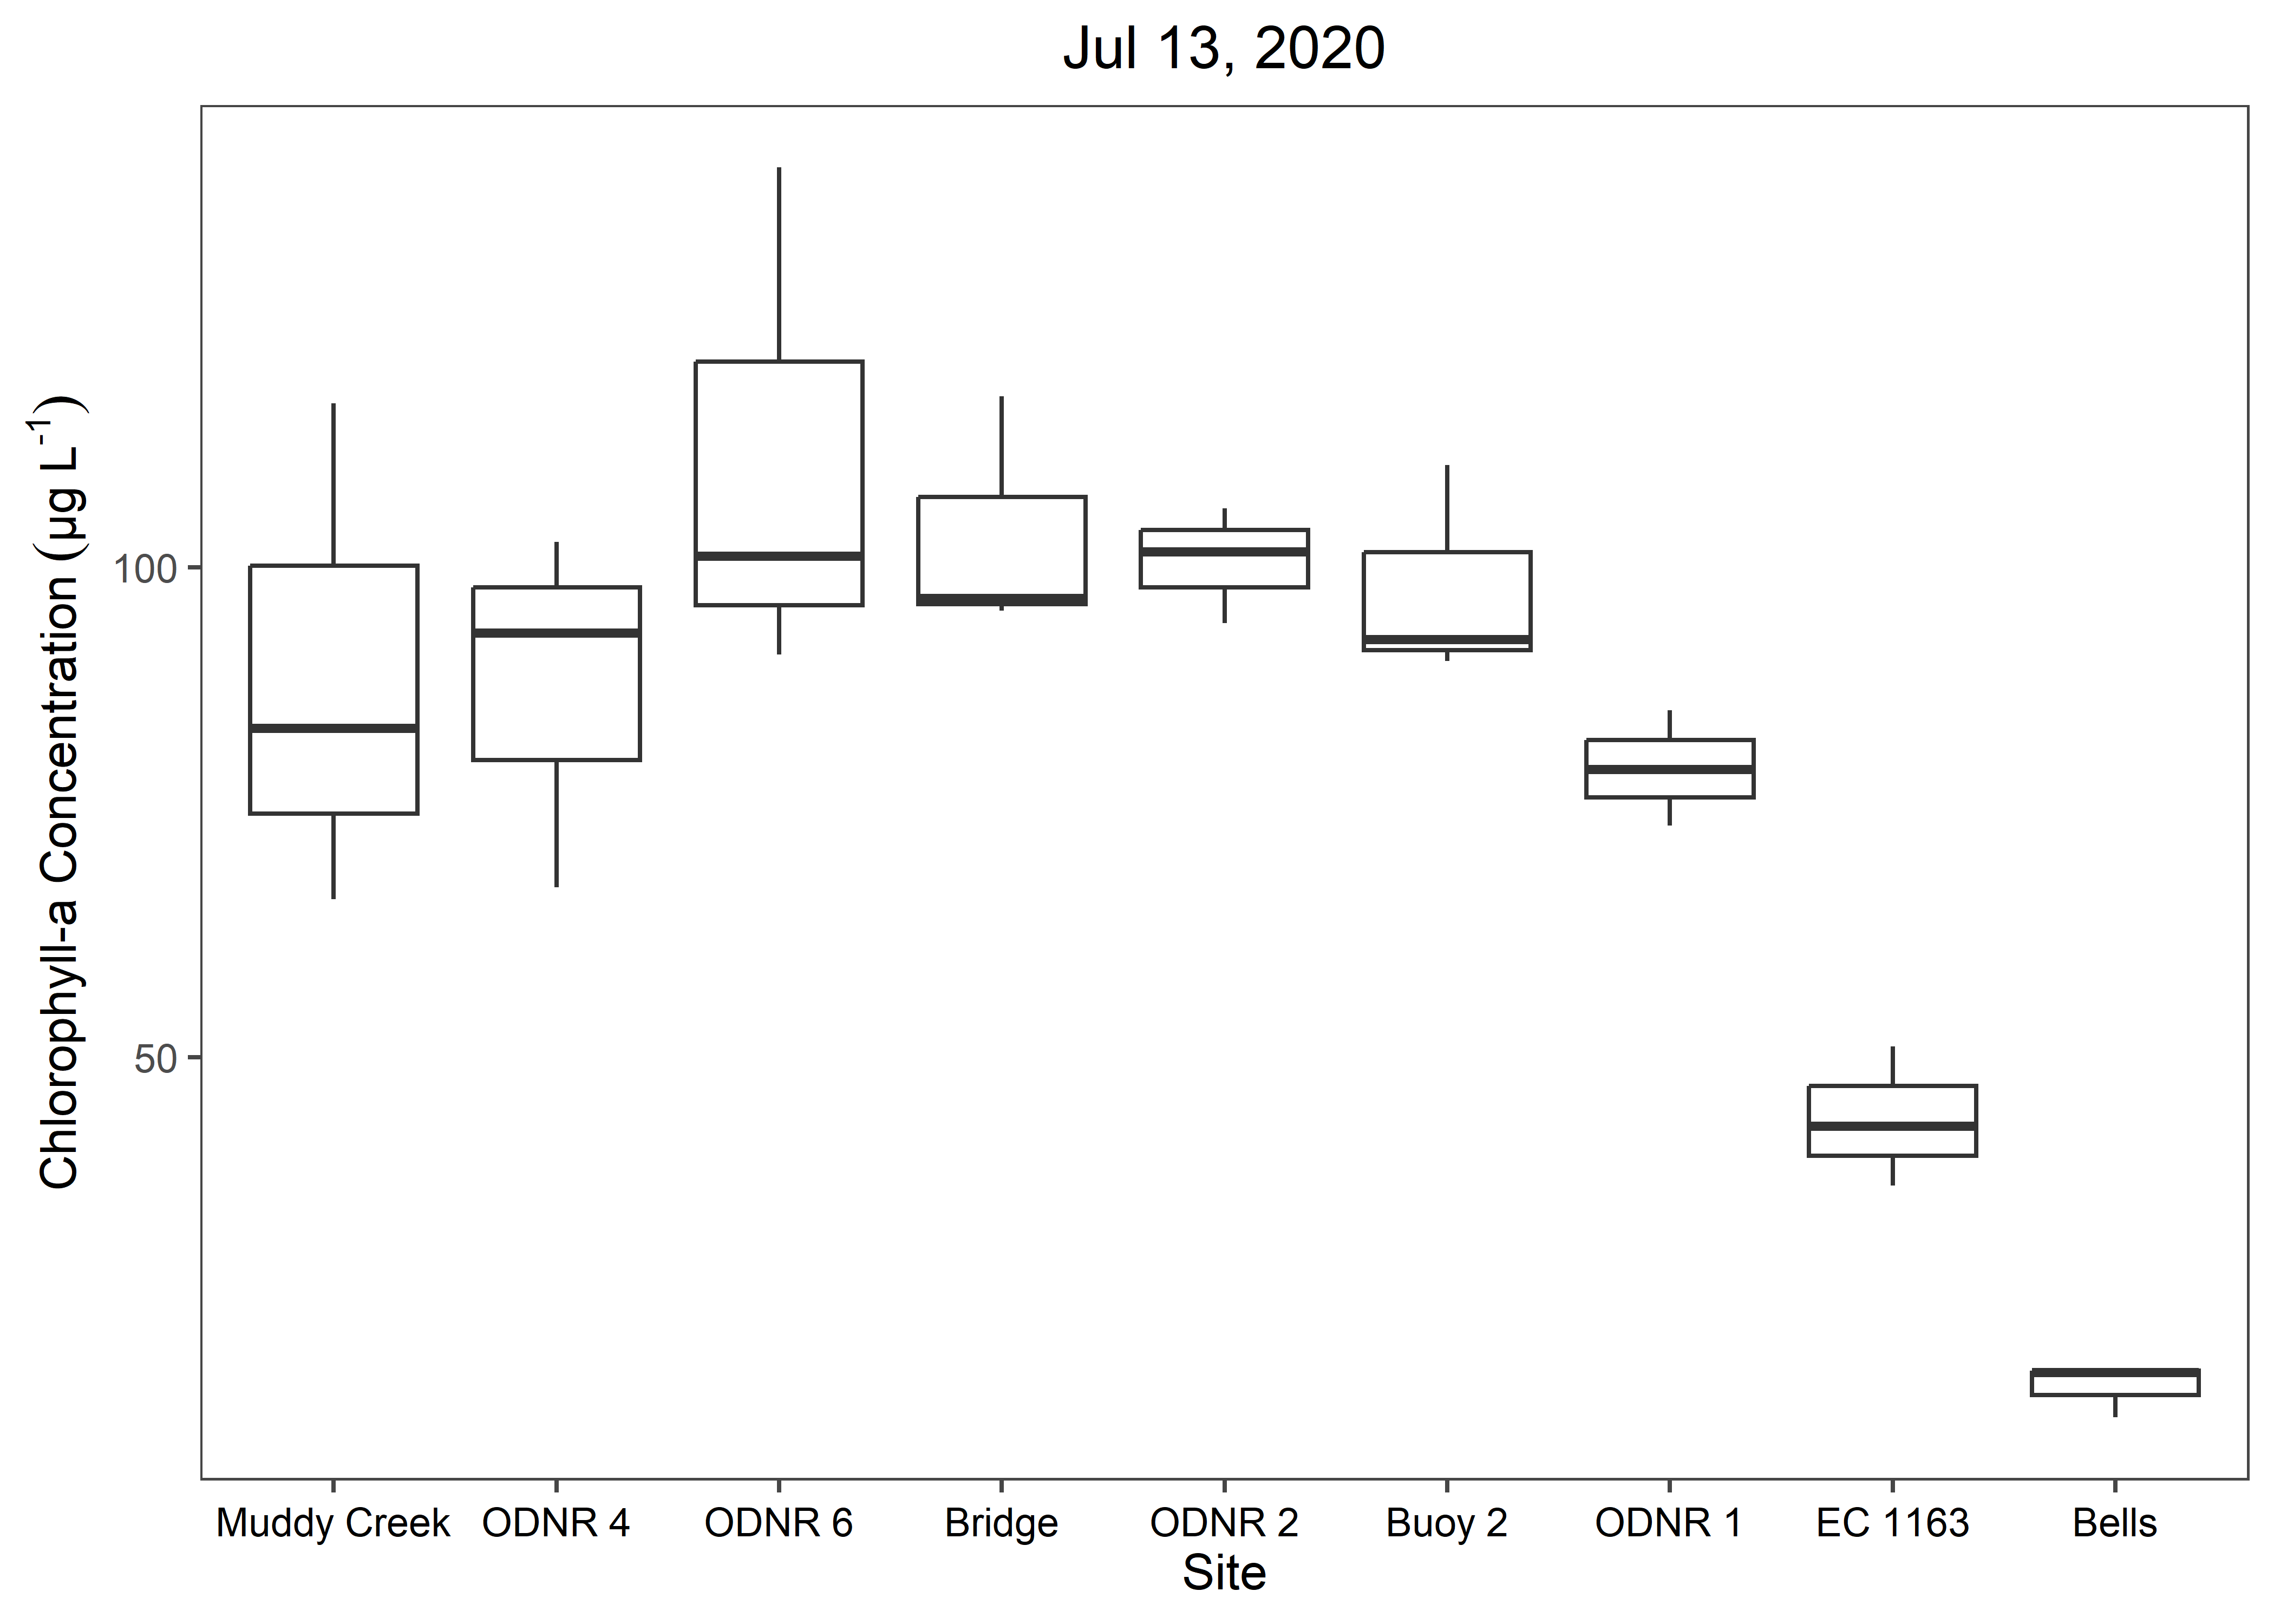 Jul 13, 2020
Chlorophyll-a Concentration (µg L⁻¹)
100
50
Muddy Creek ODNR 4 ODNR 6 Bridge ODNR 2 Buoy 2 ODNR 1 EC 1163 Bells
Site